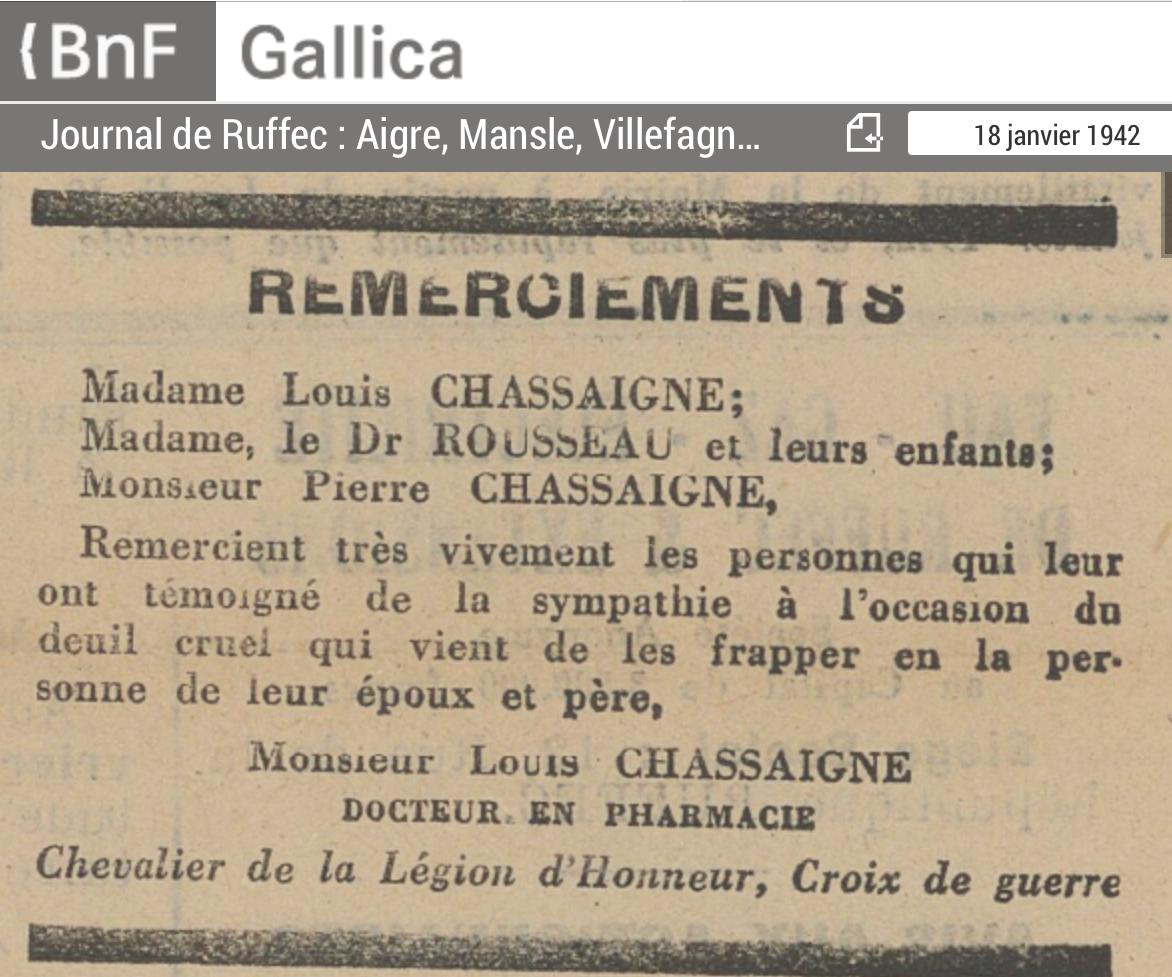 BnF Gallica
Journal de Ruffec : Aigre, Mansle, Villefagn...
18 janvier 1942
REMERCIEMENTS
Madame Louis CHASSAIGNE;
Madame, le Dr ROUSSEAU et leurs enfants;
Monsieur Pierre CHASSAIGNE,
Remercient très vivement les personnes qui leur
ont témoigné de la sympathie à l'occasion du
deuil cruel qui vient de les frapper en la per-
sonne de leur époux et père,
Monsieur Louis CHASSAIGNE
DOCTEUR EN PHARMACIE
Chevalier de la Légion d'Honneur, Croix de guerre